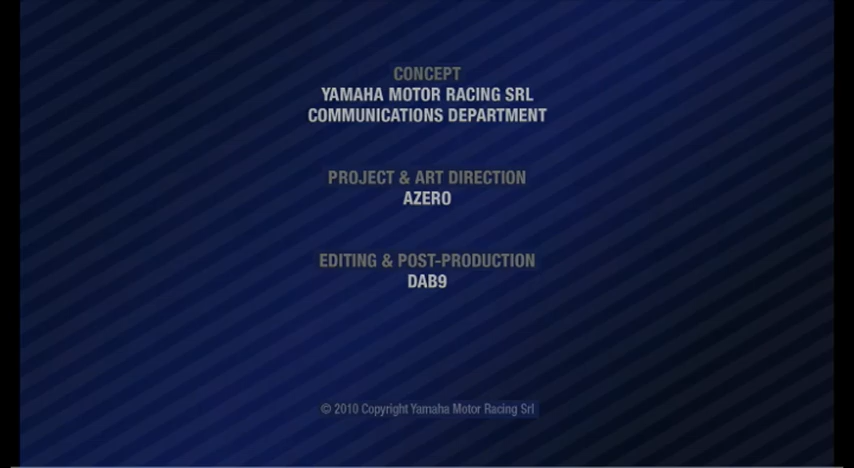 CONCEPT
YAMAHA MOTOR RACING SRL
COMMUNICATIONS DEPARTMENT
PROJECT & ART DIRECTION
AZERO
EDITING & POST-PRODUCTION
DAB9
© 2010 Copyright Yamaha Motor Racing Srl